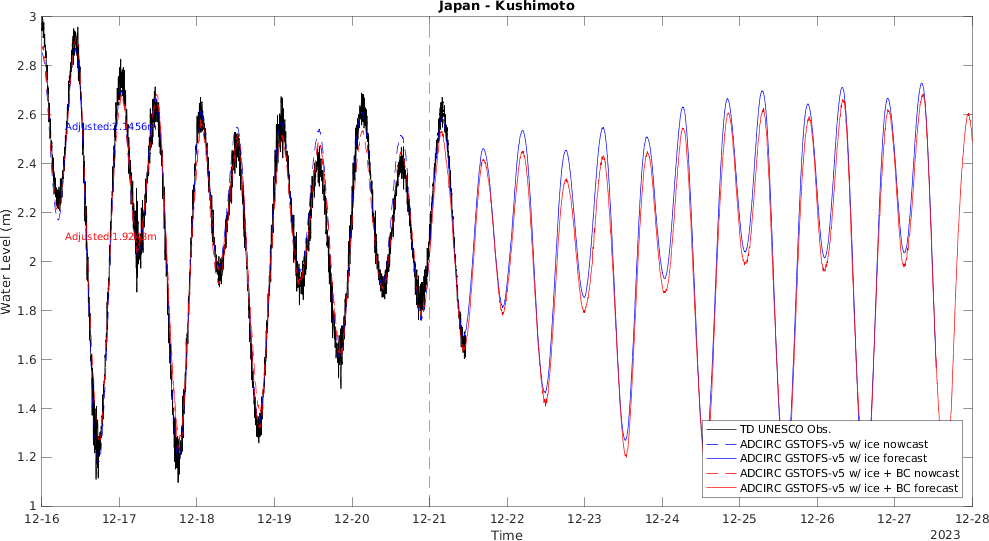 Japan - Kushimoto
Water Level (m)
3
2.8
2.6
2.4
2.2
2
1.8
1.6
1.4
1.2
1
Adjusted:2.1456m
TD UNESCO Obs.
ADCIRC GSTOFS-v5 w/ ice nowcast
ADCIRC GSTOFS-v5 w/ ice forecast
ADCIRC GSTOFS-v5 w/ ice + BC nowcast
ADCIRC GSTOFS-v5 w/ ice + BC forecast
12-16 12-17 12-18 12-19 12-20 12-21 12-22 12-23 12-24 12-25 12-26 12-27 12-28
Time
2023